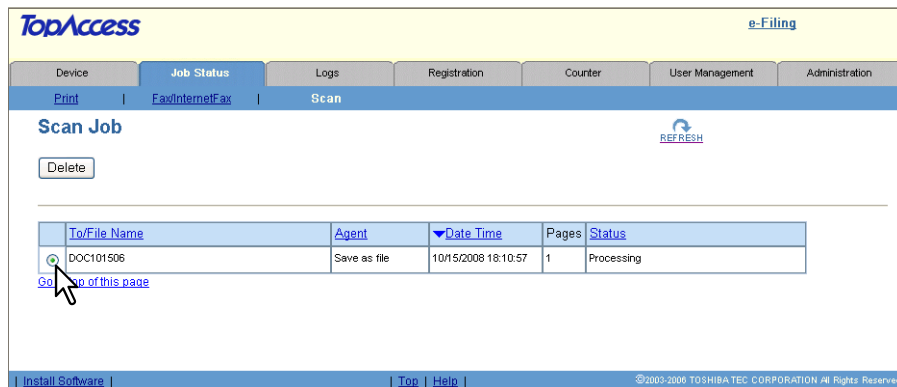 TopAccess
e-Filing
Device Job Status Logs Registration Counter User Management Administration
Print | Fax/InternetFax | Scan
Scan Job
REFRESH
Delete
To/File Name Agent Date Time Pages Status
DOC101506 Save as file 10/15/2008 18:10:57 1 Processing
Go op of this page
| Install Software | | Top | Help | ©2003-2006 TOSHIBA TEC CORPORATION All Rights Reserve